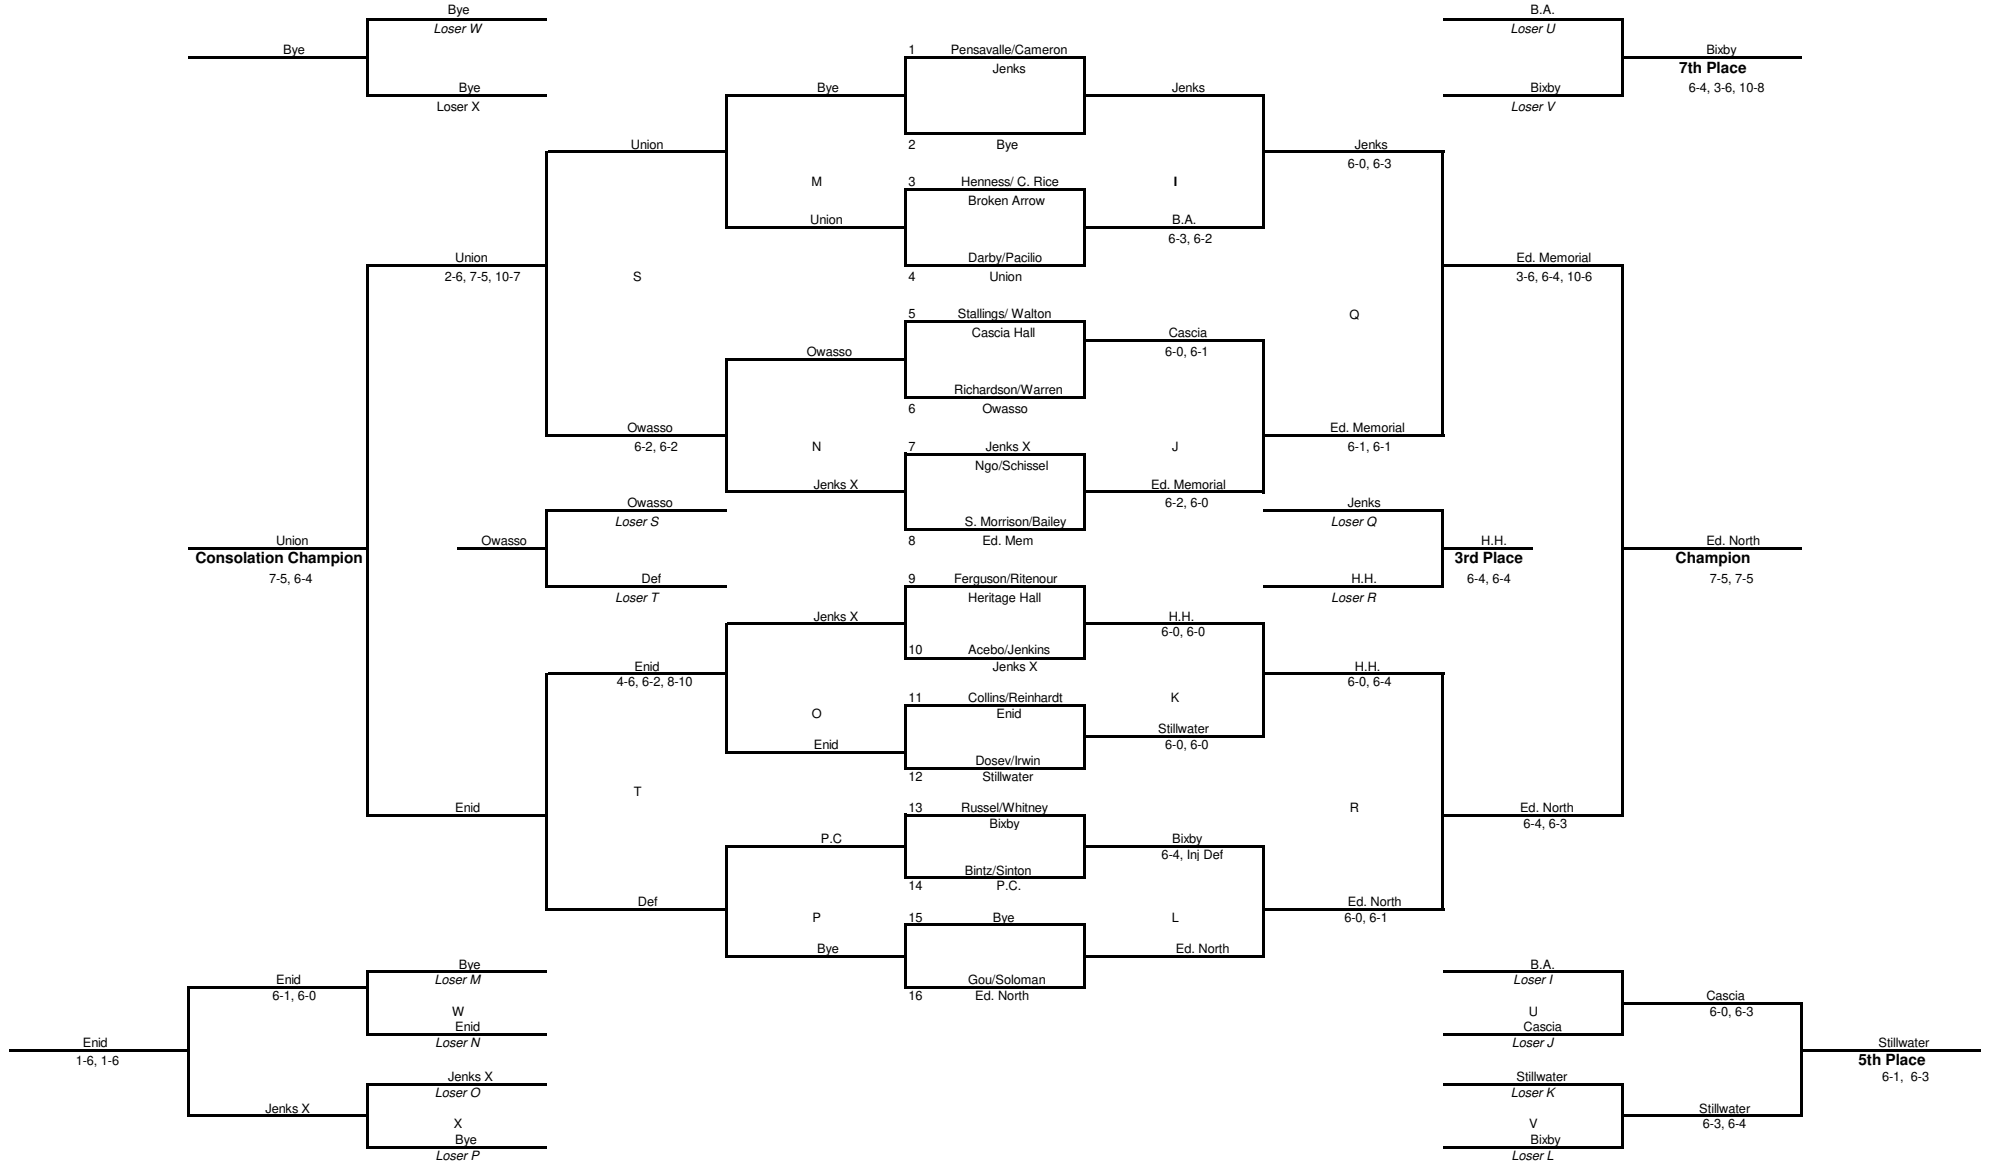 Bye
Loser W
Bye
Bye
Loser X
B.A.
Loser U
Bixby
7th Place
6-4, 3-6, 10-8
Bixby
Loser V
1 Pensavalle/Cameron
Jenks
2 Bye
Bye
Jenks
Union
Jenks
6-0, 6-3
M
3 Henness/ C. Rice
Broken Arrow
I
Union
B.A.
6-3, 6-2
Darby/Pacilio
4 Union
Union
2-6, 7-5, 10-7
S
Ed. Memorial
3-6, 6-4, 10-6
5 Stallings/ Walton
Cascia Hall
Q
Owasso
Cascia
6-0, 6-1
Richardson/Warren
6 Owasso
Owasso
6-2, 6-2
Ed. Memorial
6-1, 6-1
N
7 Jenks X
Ngo/Schissel
J
Jenks X
Ed. Memorial
6-2, 6-0
S. Morrison/Bailey
8 Ed. Mem
Owasso
Loser S
Owasso
Def
Loser T
Jenks
Loser Q
H.H.
3rd Place
6-4, 6-4
H.H.
Loser R
Union
Consolation Champion
7-5, 6-4
Ed. North
Champion
7-5, 7-5
9 Ferguson/Ritenour
Heritage Hall
Jenks X
H.H.
6-0, 6-0
10 Acebo/Jenkins
Jenks X
Enid
4-6, 6-2, 8-10
H.H.
6-0, 6-4
11 Collins/Reinhardt
Enid
O
K
Enid
Stillwater
6-0, 6-0
Dosev/Irwin
12 Stillwater
T
R
Enid
Ed. North
6-4, 6-3
13 Russel/Whitney
Bixby
P.C
Bixby
6-4, Inj Def
Bintz/Sinton
14 P.C.
Def
Ed. North
6-0, 6-1
P
15 Bye
L
Bye
Ed. North
Gou/Soloman
16 Ed. North
Bye
Loser M
Enid
6-1, 6-0
W
Enid
Loser N
Enid
1-6, 1-6
Jenks X
Loser O
Jenks X
X
Bye
Loser P
B.A.
Loser I
Cascia
6-0, 6-3
U
Cascia
Loser J
Stillwater
5th Place
6-1, 6-3
Stillwater
Loser K
Stillwater
6-3, 6-4
V
Bixby
Loser L